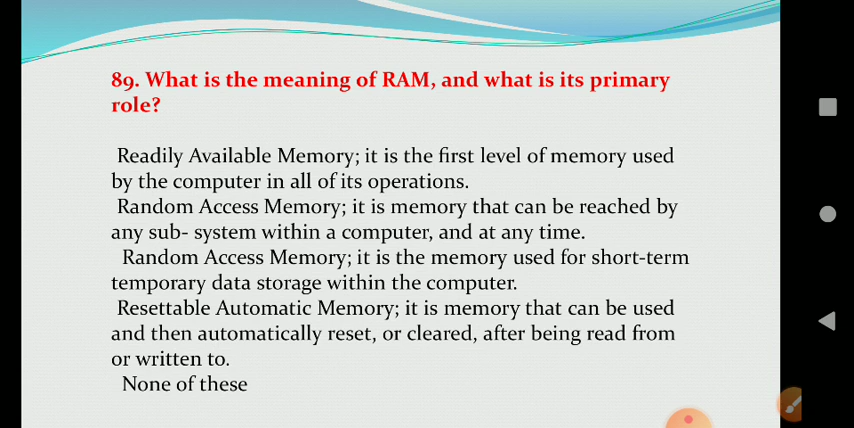 89. What is the meaning of RAM, and what is its primary
role?
Readily Available Memory; it is the first level of memory used
by the computer in all of its operations.
Random Access Memory; it is memory that can be reached by
any sub- system within a computer, and at any time.
Random Access Memory; it is the memory used for short-term
temporary data storage within the computer.
Resettable Automatic Memory; it is memory that can be used
and then automatically reset, or cleared, after being read from
or written to.
None of these